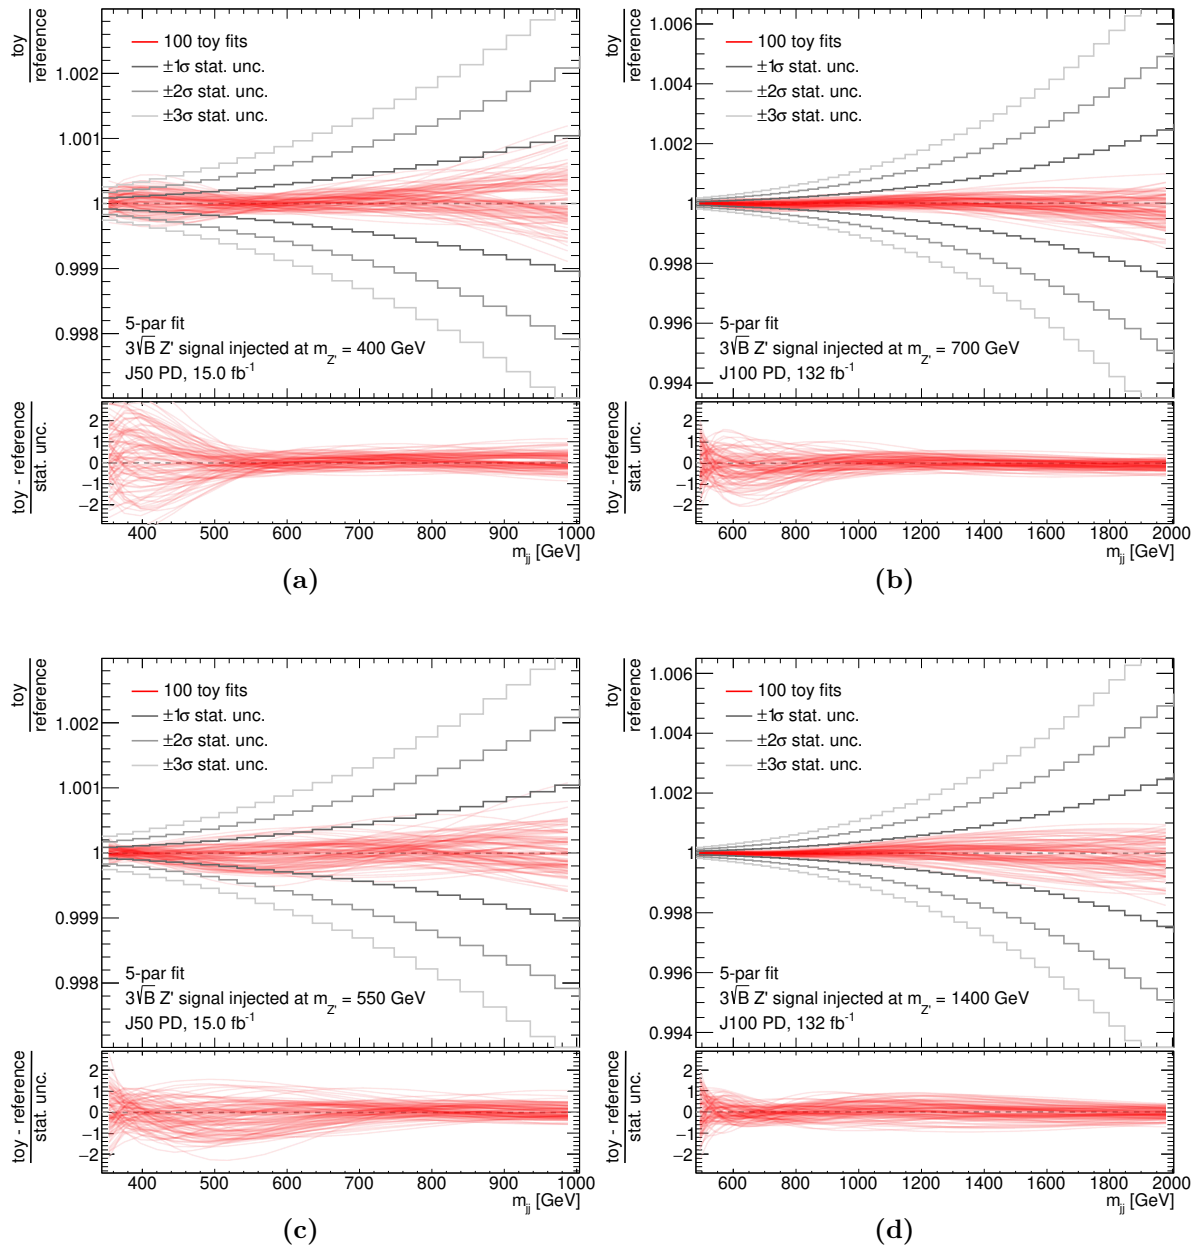 toy
reference
100 toy fits
±1σ stat. unc.
±2σ stat. unc.
±3σ stat. unc.
1.002
1.001
1
0.999
0.998
5-par fit
3√B Z' signal injected at m_Z' = 400 GeV
J50 PD, 15.0 fb⁻¹
toy - reference
stat. unc.
2
1
0
−1
−2
400 500 600 700 800 900 1000
m_jj [GeV]
(a)
toy
reference
100 toy fits
±1σ stat. unc.
±2σ stat. unc.
±3σ stat. unc.
1.006
1.004
1.002
1
0.998
0.996
0.994
5-par fit
3√B Z' signal injected at m_Z' = 700 GeV
J100 PD, 132 fb⁻¹
toy - reference
stat. unc.
2
1
0
−1
−2
600 800 1000 1200 1400 1600 1800 2000
m_jj [GeV]
(b)
toy
reference
100 toy fits
±1σ stat. unc.
±2σ stat. unc.
±3σ stat. unc.
1.002
1.001
1
0.999
0.998
5-par fit
3√B Z' signal injected at m_Z' = 550 GeV
J50 PD, 15.0 fb⁻¹
toy - reference
stat. unc.
2
1
0
−1
−2
400 500 600 700 800 900 1000
m_jj [GeV]
(c)
toy
reference
100 toy fits
±1σ stat. unc.
±2σ stat. unc.
±3σ stat. unc.
1.006
1.004
1.002
1
0.998
0.996
0.994
5-par fit
3√B Z' signal injected at m_Z' = 1400 GeV
J100 PD, 132 fb⁻¹
toy - reference
stat. unc.
2
1
0
−1
−2
600 800 1000 1200 1400 1600 1800 2000
m_jj [GeV]
(d)